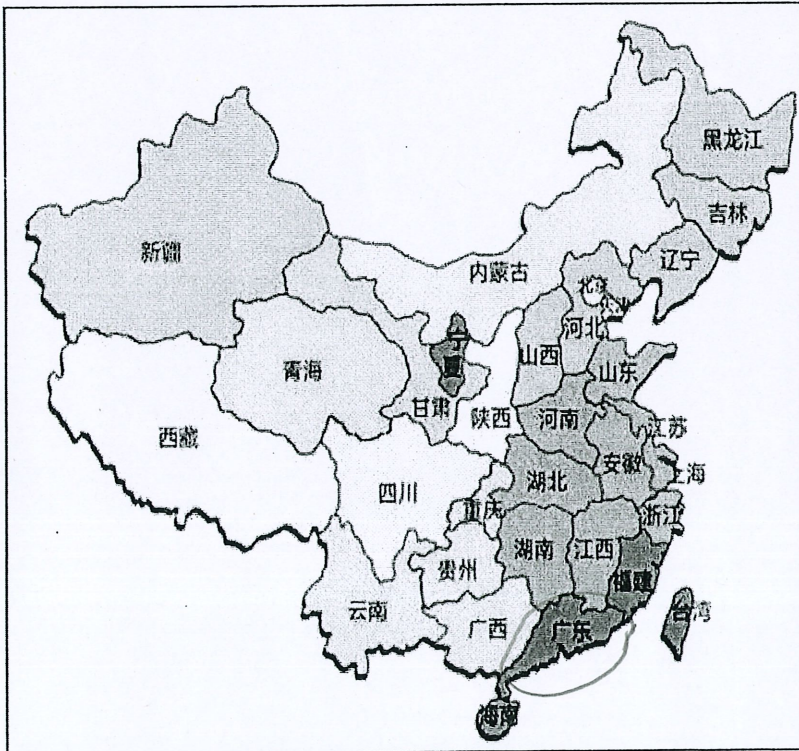 黑龙江
吉林
辽宁
新疆
内蒙古
北京
河北
宁夏
山西
青海
山东
甘肃
陕西
河南
江苏
西藏
安徽
上海
湖北
四川
重庆
浙江
湖南
江西
贵州
福建
云南
台湾
广西
广东
海南